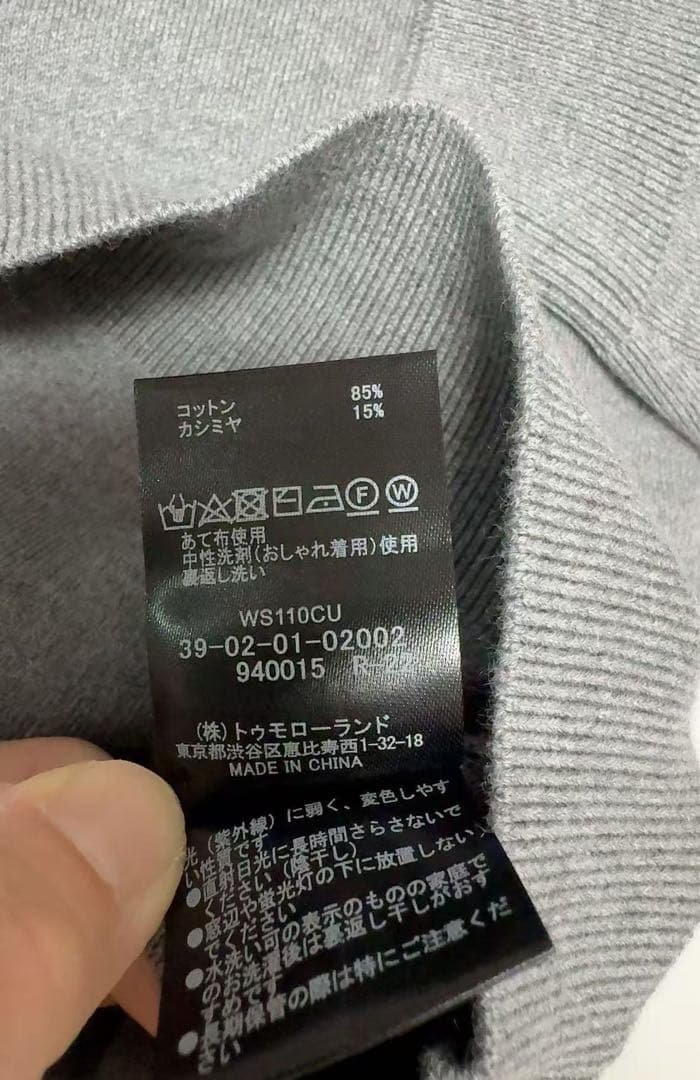 コットン 85%
カシミヤ 15%
F W
あて布使用
中性洗剤(おしゃれ着用)使用
裏返し洗い
WS110CU
39-02-01-02002
940015 R-22
(株)トゥモローランド
東京都渋谷区恵比寿西1-32-18
MADE IN CHINA
光(紫外線)に弱く、変色しやす
い性質です
●直射日光に長時間さらさないで
ください(陰干し)
●窓辺や蛍光灯の下に放置しない
でください
●水洗い可の表示のものの家庭で
のお洗濯後は裏返し干しがおす
すめです
●長期保管の際は特にご注意くだ
さい